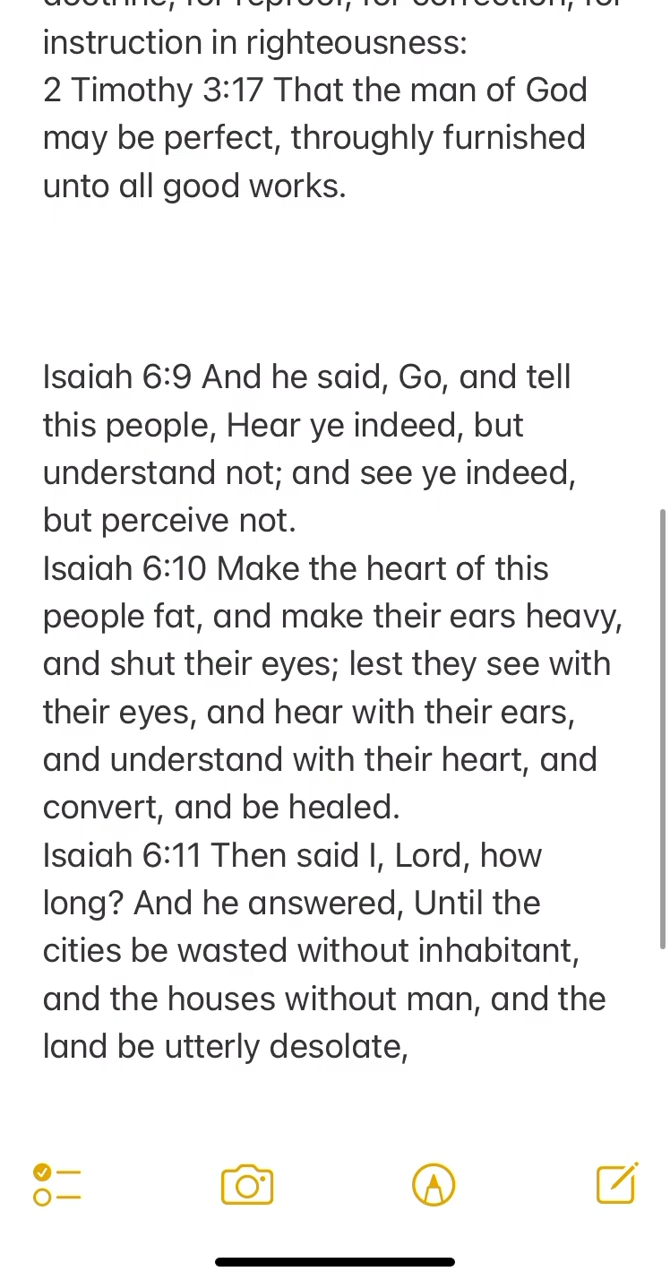 doctrine, for reproof, for correction, for
instruction in righteousness:
2 Timothy 3:17 That the man of God
may be perfect, throughly furnished
unto all good works.
Isaiah 6:9 And he said, Go, and tell
this people, Hear ye indeed, but
understand not; and see ye indeed,
but perceive not.
Isaiah 6:10 Make the heart of this
people fat, and make their ears heavy,
and shut their eyes; lest they see with
their eyes, and hear with their ears,
and understand with their heart, and
convert, and be healed.
Isaiah 6:11 Then said I, Lord, how
long? And he answered, Until the
cities be wasted without inhabitant,
and the houses without man, and the
land be utterly desolate,